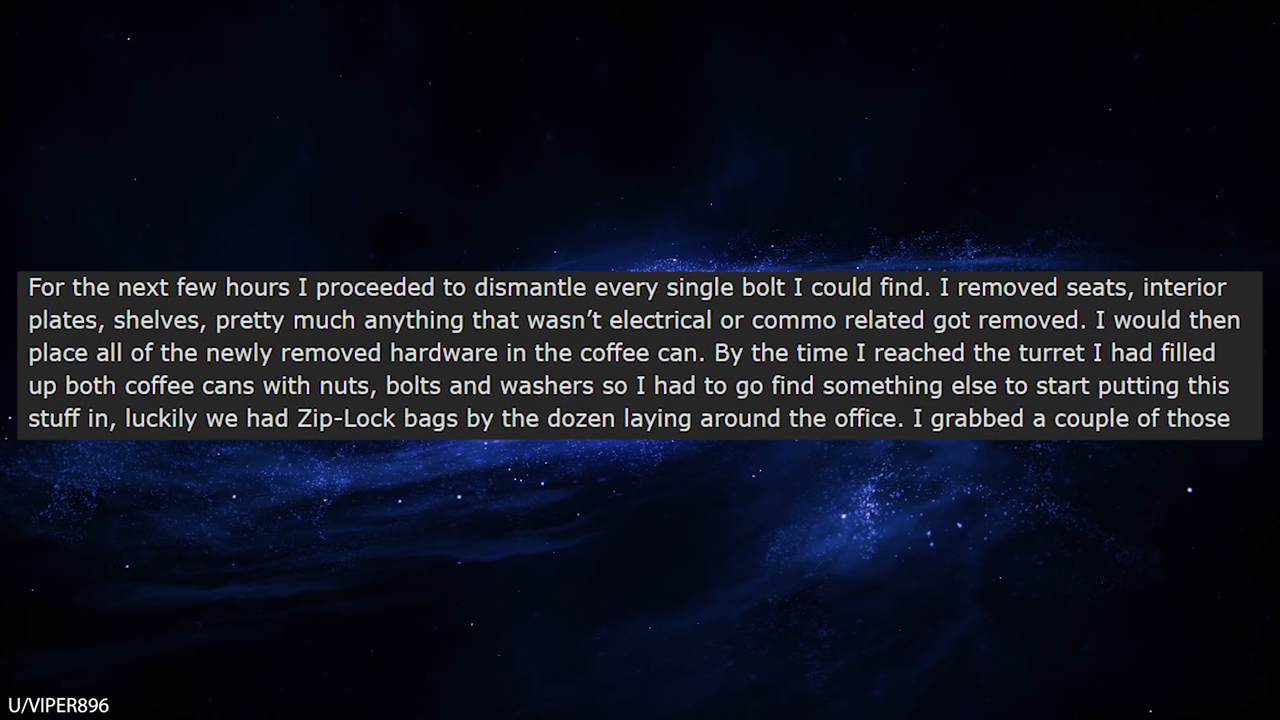 For the next few hours I proceeded to dismantle every single bolt I could find. I removed seats, interior
plates, shelves, pretty much anything that wasn’t electrical or commo related got removed. I would then
place all of the newly removed hardware in the coffee can. By the time I reached the turret I had filled
up both coffee cans with nuts, bolts and washers so I had to go find something else to start putting this
stuff in, luckily we had Zip-Lock bags by the dozen laying around the office. I grabbed a couple of those
U/VIPER896